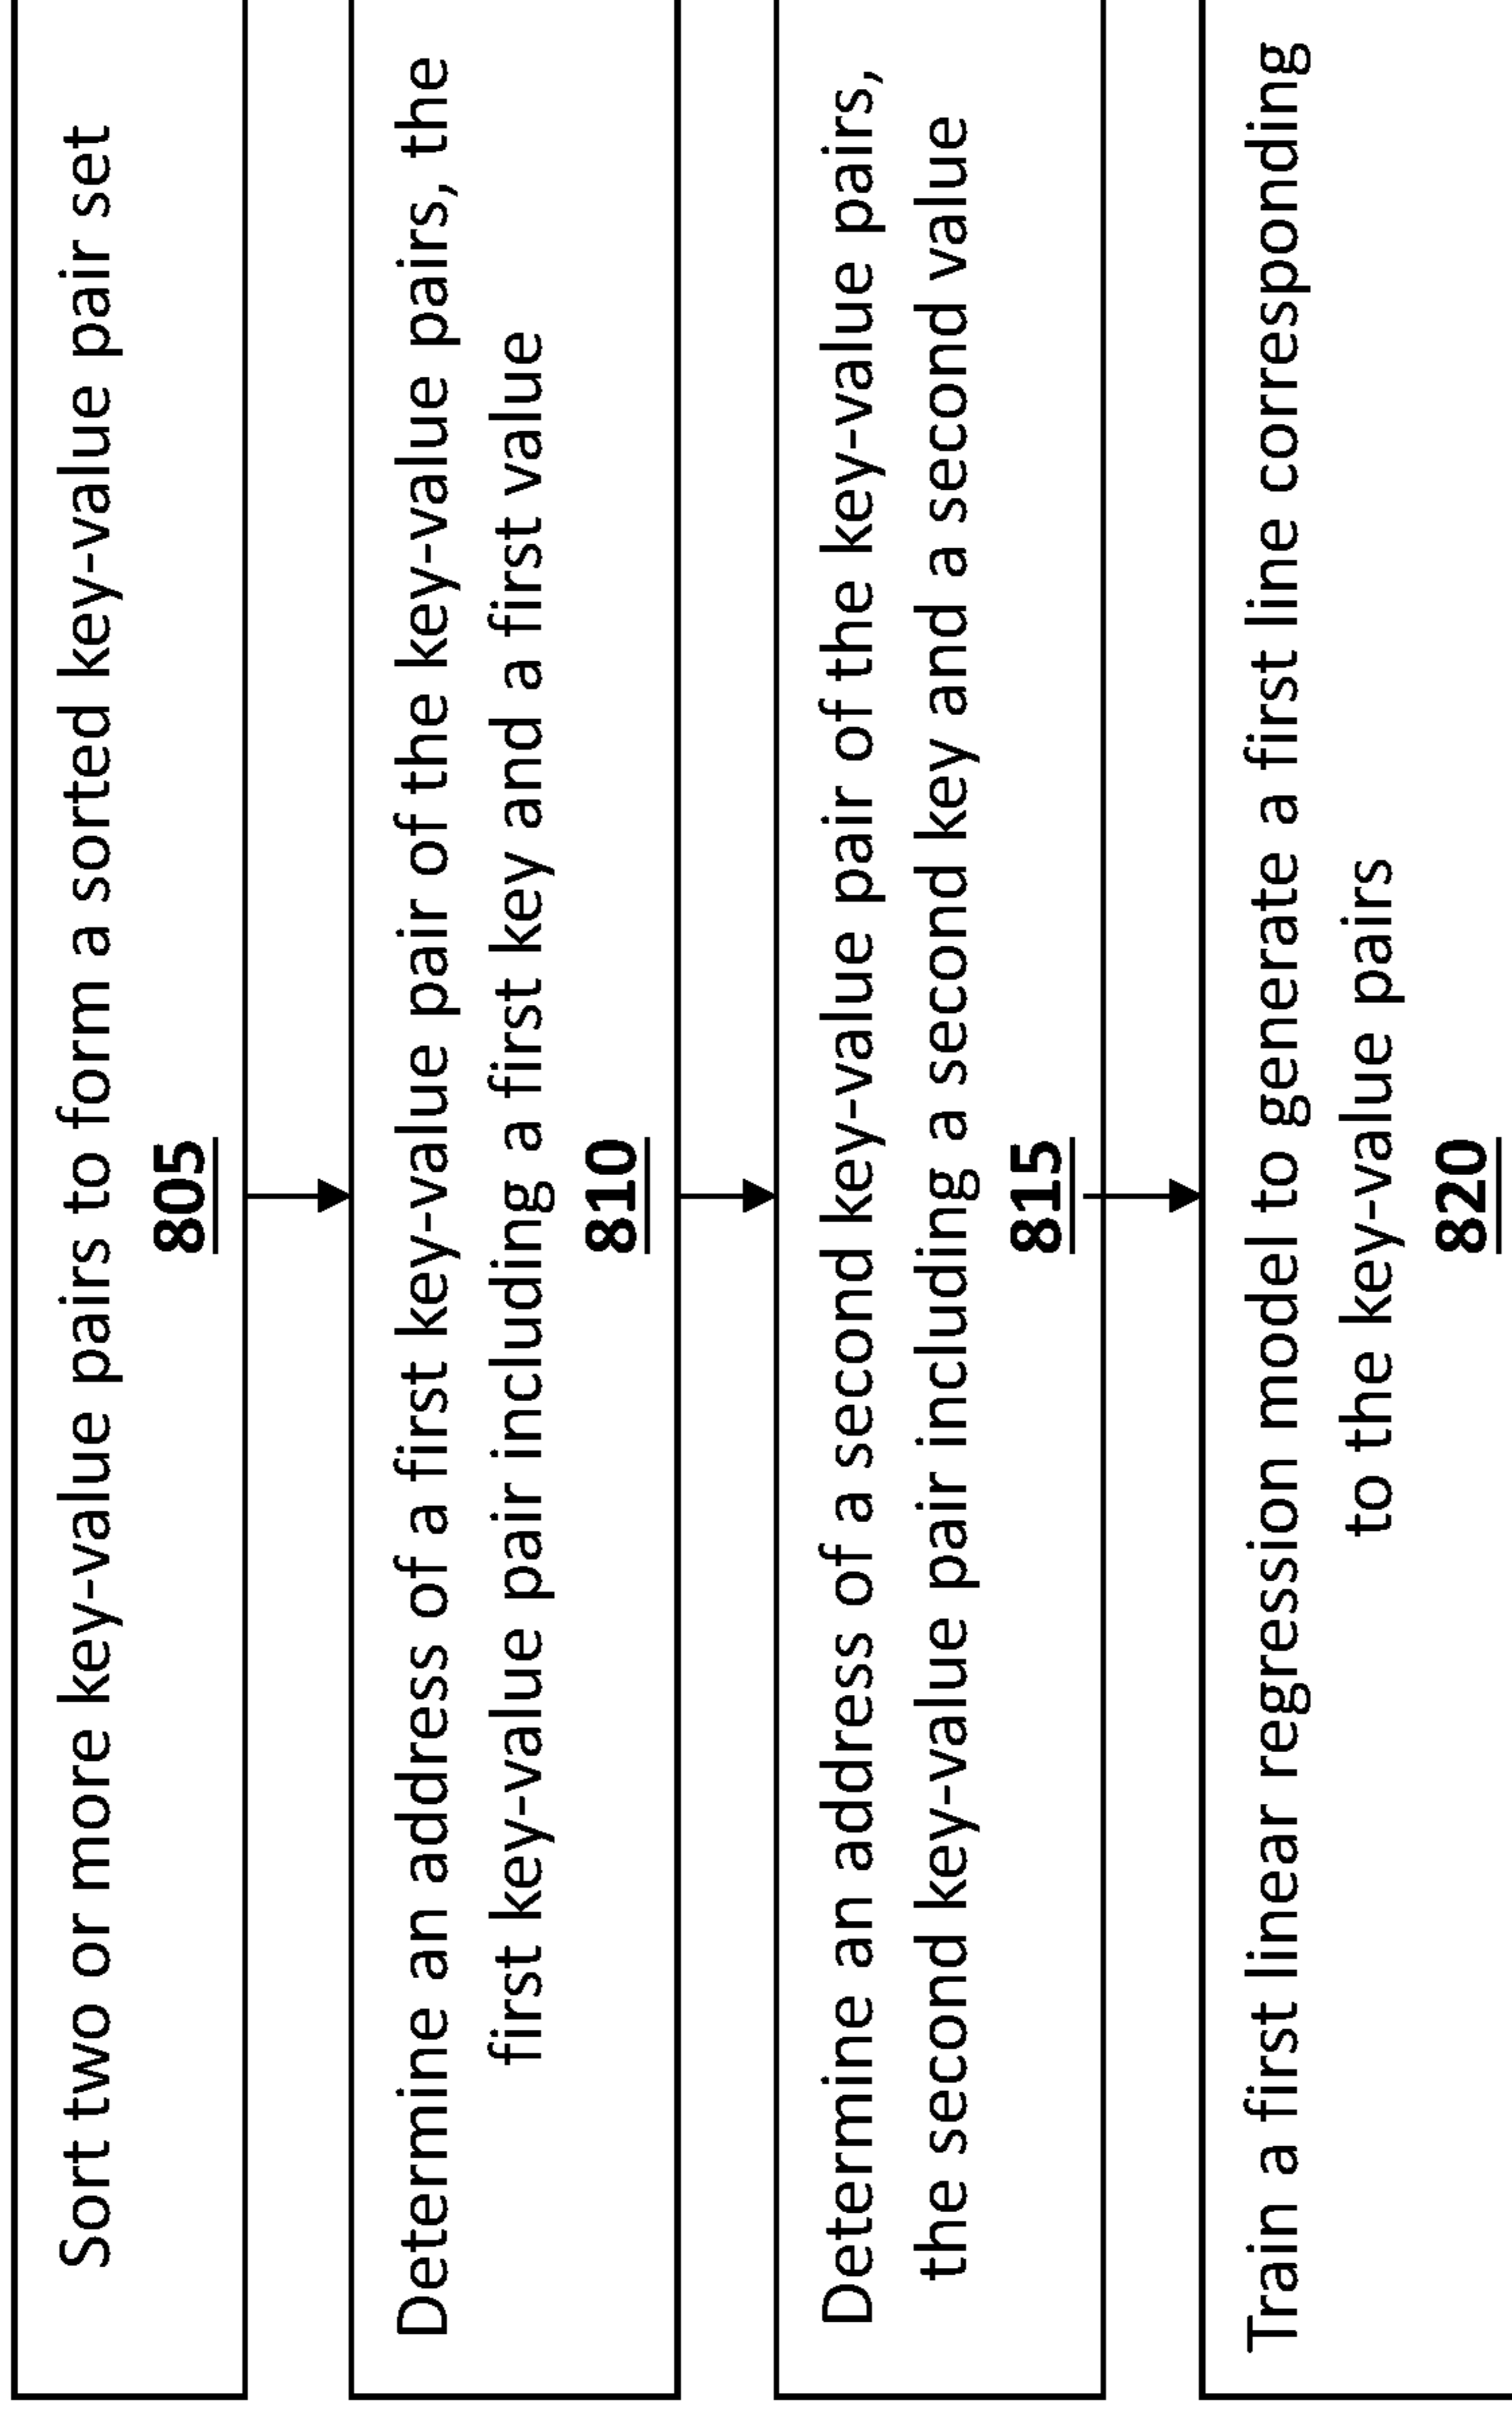 Sort two or more key-value pairs to form a sorted key-value pair set
805
Determine an address of a first key-value pair of the key-value pairs, the
first key-value pair including a first key and a first value
810
Determine an address of a second key-value pair of the key-value pairs,
the second key-value pair including a second key and a second value
815
Train a first linear regression model to generate a first line corresponding
to the key-value pairs
820